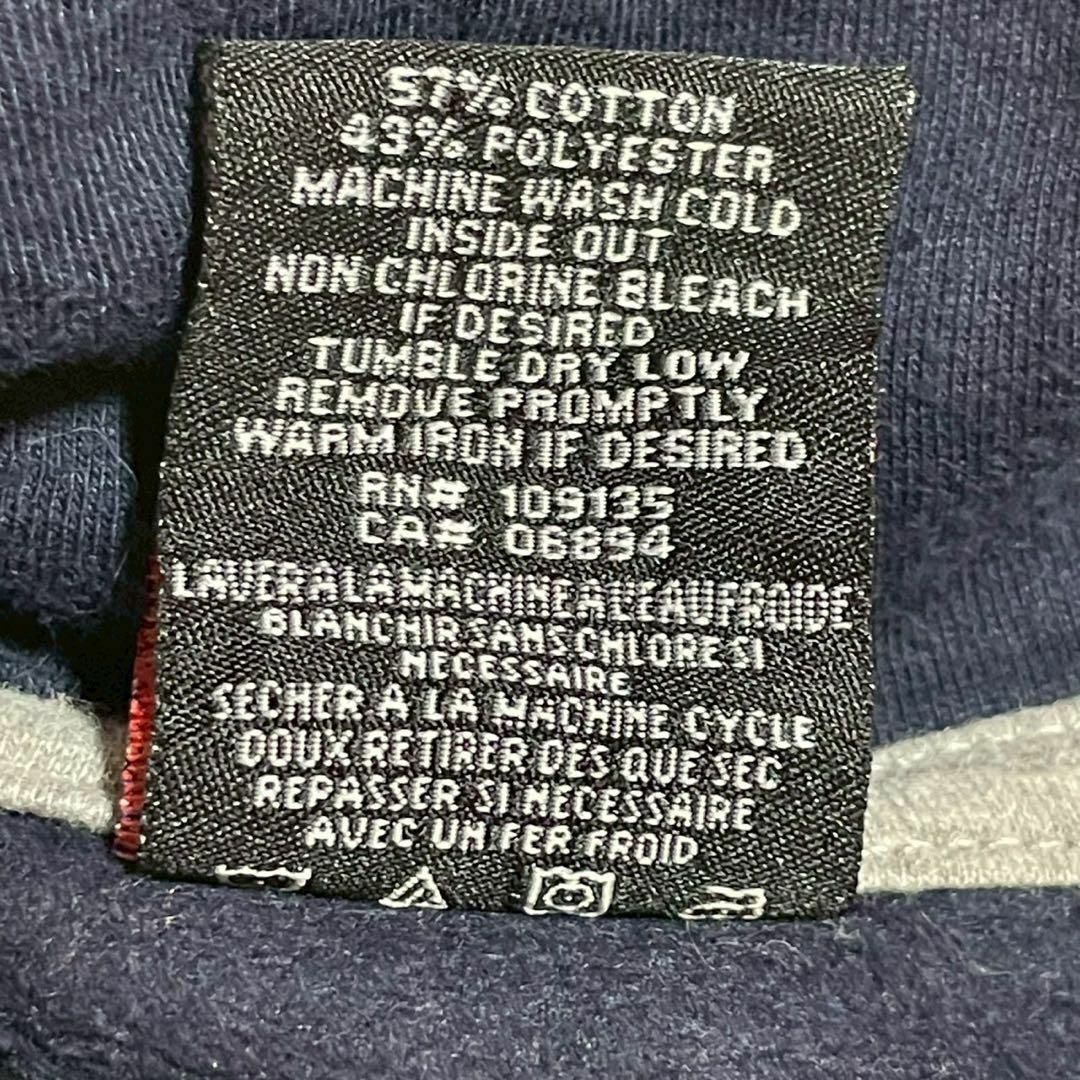 57% COTTON
43% POLYESTER
MACHINE WASH COLD
INSIDE OUT
NON CHLORINE BLEACH
IF DESIRED
TUMBLE DRY LOW
REMOVE PROMPTLY
WARM IRON IF DESIRED
RN# 109135
CA# 06894
LAVER A LA MACHINE A L'EAU FROIDE
BLANCHIR SANS CHLORE SI
NECESSAIRE
SECHER A LA MACHINE CYCLE
DOUX RETIRER DES QUE SEC
REPASSER SI NECESSAIRE
AVEC UN FER FROID